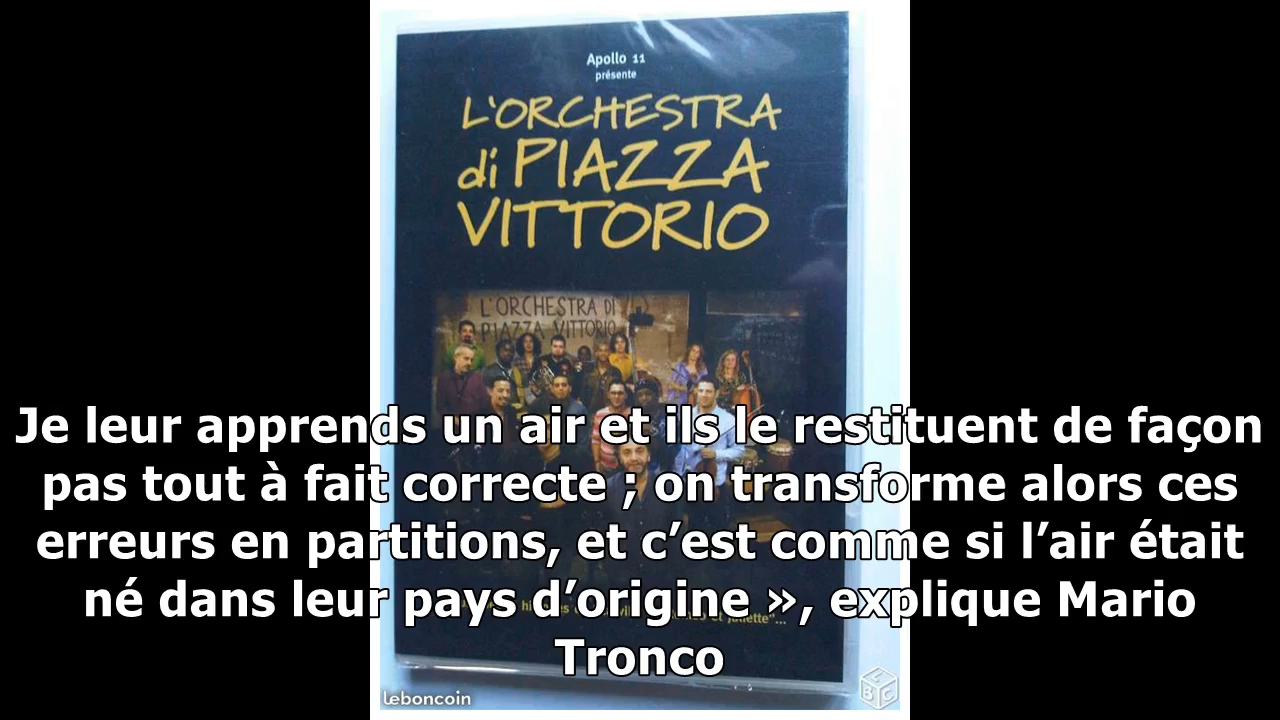 Apollo 11
présente
L'ORCHESTRA
di PIAZZA
VITTORIO
L'ORCHESTRA DI
PIAZZA VITTORIO
Je leur apprends un air et ils le restituent de façon
pas tout à fait correcte ; on transforme alors ces
erreurs en partitions, et c’est comme si l’air était
né dans leur pays d’origine », explique Mario
Tronco
leboncoin
LBC